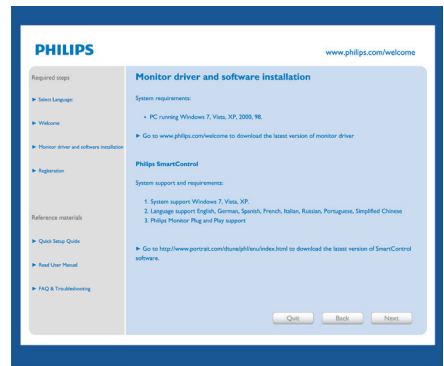 PHILIPS
www.philips.com/welcome
Required steps
Select Language
Welcome
Monitor driver and software installation
Registration
Reference materials
Quick Setup Guide
Read User Manual
FAQ & Troubleshooting
Monitor driver and software installation
System requirements:
• PC running Windows 7, Vista, XP, 2000, 98.
Go to www.philips.com/welcome to download the latest version of monitor driver
Philips SmartControl
System support and requirements:
1. System support Windows 7, Vista, XP.
2. Language support English, German, Spanish, French, Italian, Russian, Portuguese, Simplified Chinese
3. Philips Monitor Plug and Play support
Go to http://www.portrait.com/dtune/phl/enu/index.html to download the latest version of SmartControl
software.
Quit
Back
Next